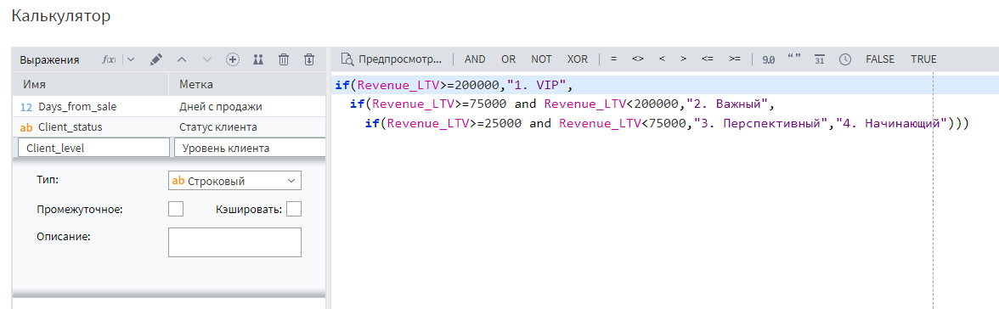 Калькулятор
Выражения f(x) Предпросмотр... AND OR NOT XOR = <> < > <= >= 9.0 “ ” 31 FALSE TRUE
Имя Метка
12 Days_from_sale Дней с продажи
ab Client_status Статус клиента
Client_level Уровень клиента
Тип: ab Строковый
Промежуточное: Кэшировать:
Описание:
if(Revenue_LTV>=200000,"1. VIP",
if(Revenue_LTV>=75000 and Revenue_LTV<200000,"2. Важный",
if(Revenue_LTV>=25000 and Revenue_LTV<75000,"3. Перспективный","4. Начинающий")))